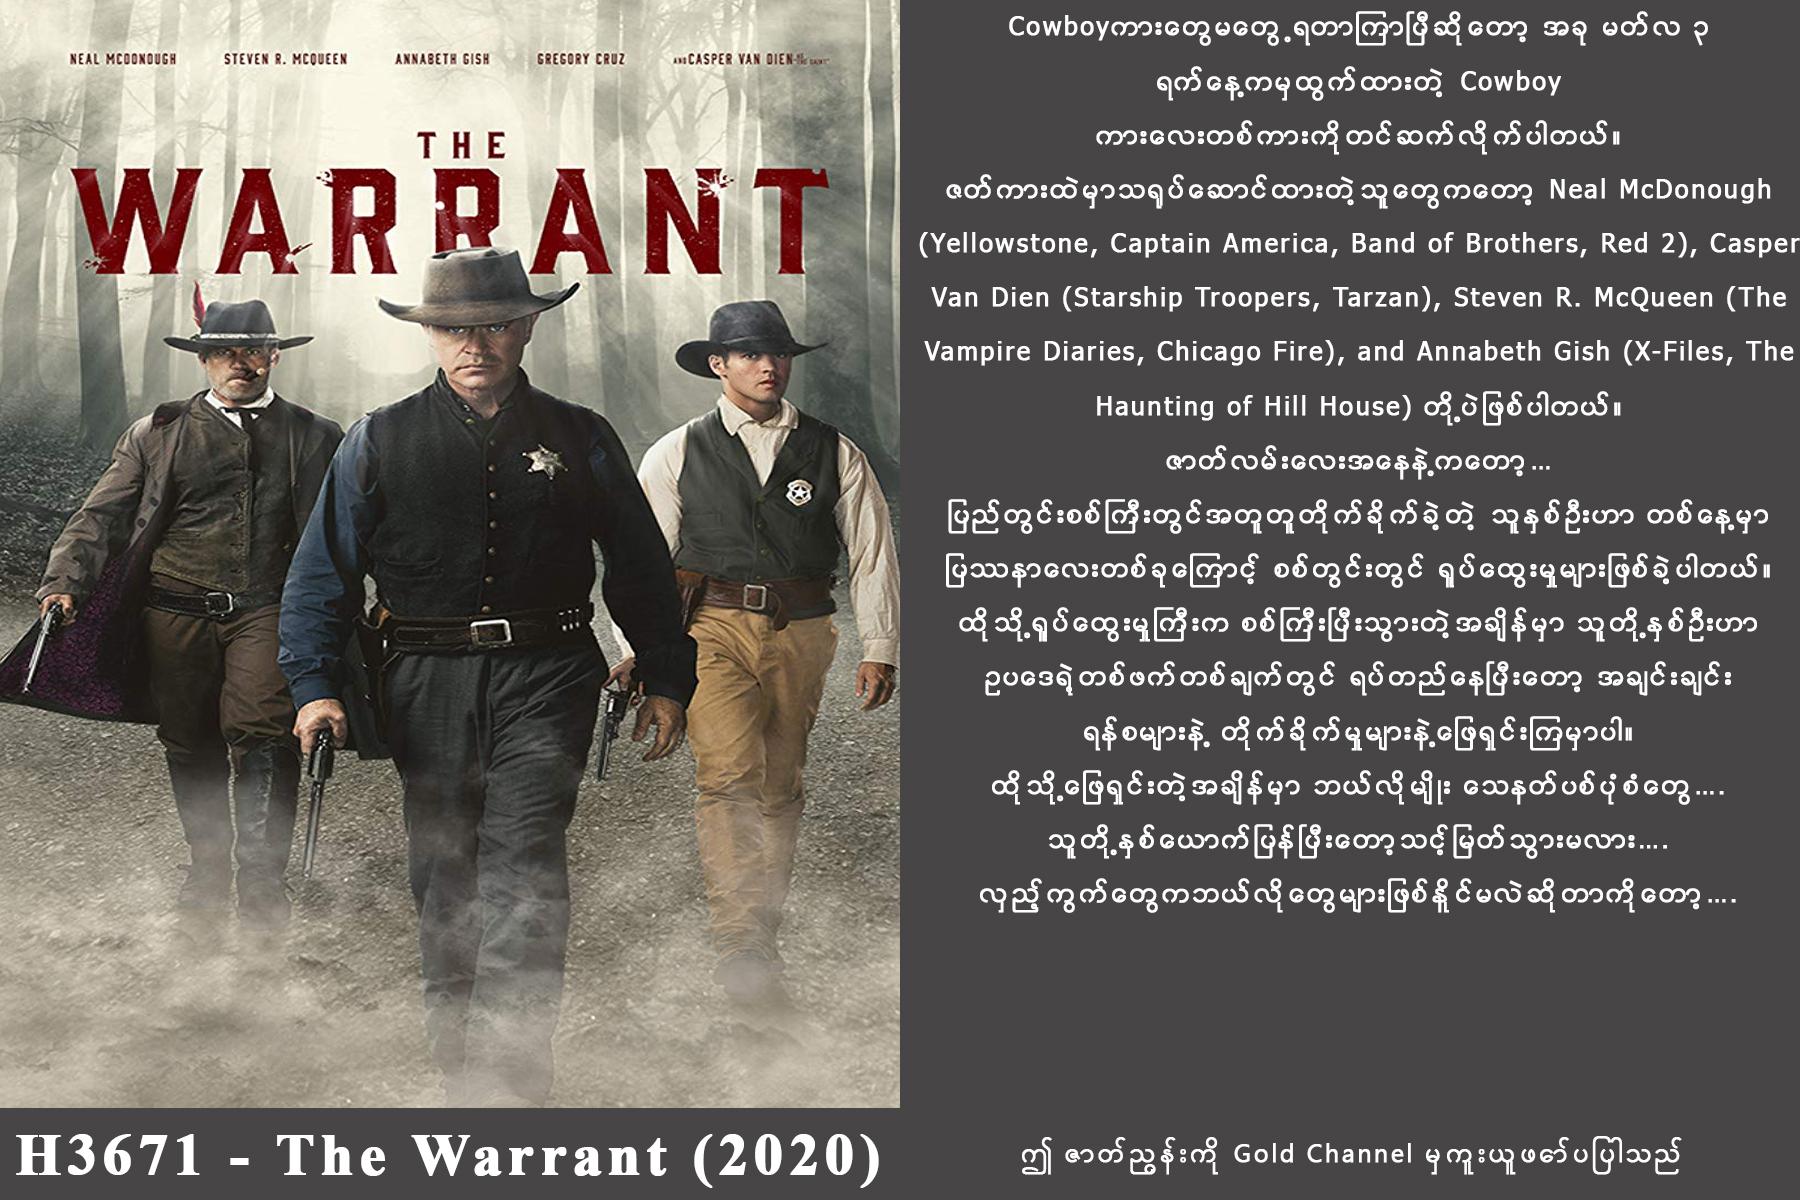 NEAL MCDONOUGH STEVEN R. MCQUEEN ANNABETH GISH GREGORY CRUZ AND CASPER VAN DIEN AS "THE SAINT"
THE
WARRANT
H3671 - The Warrant (2020)
Cowboyကားတွေမတွေ့ရတာကြာပြီဆိုတော့ အခု မတ်လ ၃
ရက်နေ့ကမှထွက်ထားတဲ့ Cowboy
ကားလေးတစ်ကားကိုတင်ဆက်လိုက်ပါတယ်။
ဇတ်ကားထဲမှာသရုပ်ဆောင်ထားတဲ့သူတွေကတော့ Neal McDonough
(Yellowstone, Captain America, Band of Brothers, Red 2), Casper
Van Dien (Starship Troopers, Tarzan), Steven R. McQueen (The
Vampire Diaries, Chicago Fire), and Annabeth Gish (X-Files, The
Haunting of Hill House) တို့ပဲဖြစ်ပါတယ်။
ဇာတ်လမ်းလေးအနေနဲ့ကတော့...
ပြည်တွင်းစစ်ကြီးတွင်အတူတူတိုက်ခိုက်ခဲ့တဲ့ သူနှစ်ဦးဟာ တစ်နေ့မှာ
ပြဿနာလေးတစ်ခုကြောင့် စစ်တွင်းတွင် ရှုပ်ထွေးမှုများဖြစ်ခဲ့ပါတယ်။
ထိုသို့ရှုပ်ထွေးမှုကြီးက စစ်ကြီးပြီးသွားတဲ့အချိန်မှာ သူတို့နှစ်ဦးဟာ
ဥပဒေရဲ့တစ်ဖက်တစ်ချက်တွင် ရပ်တည်နေပြီးတော့ အချင်းချင်း
ရန်စများနဲ့ တိုက်ခိုက်မှုများနဲ့ဖြေရှင်းကြမှာပါ။
ထိုသို့ဖြေရှင်းတဲ့အချိန်မှာ ဘယ်လိုမျိုး သေနတ်ပစ်ပုံစံတွေ....
သူတို့နှစ်ယောက်ပြန်ပြီးတော့သင့်မြတ်သွားမလား....
လှည့်ကွက်တွေကဘယ်လိုတွေများဖြစ်နိူင်မလဲဆိုတာကိုတော့....
ဤ ဇာတ်ညွှန်းကို Gold Channel မှကူးယူဖော်ပပြပါသည်